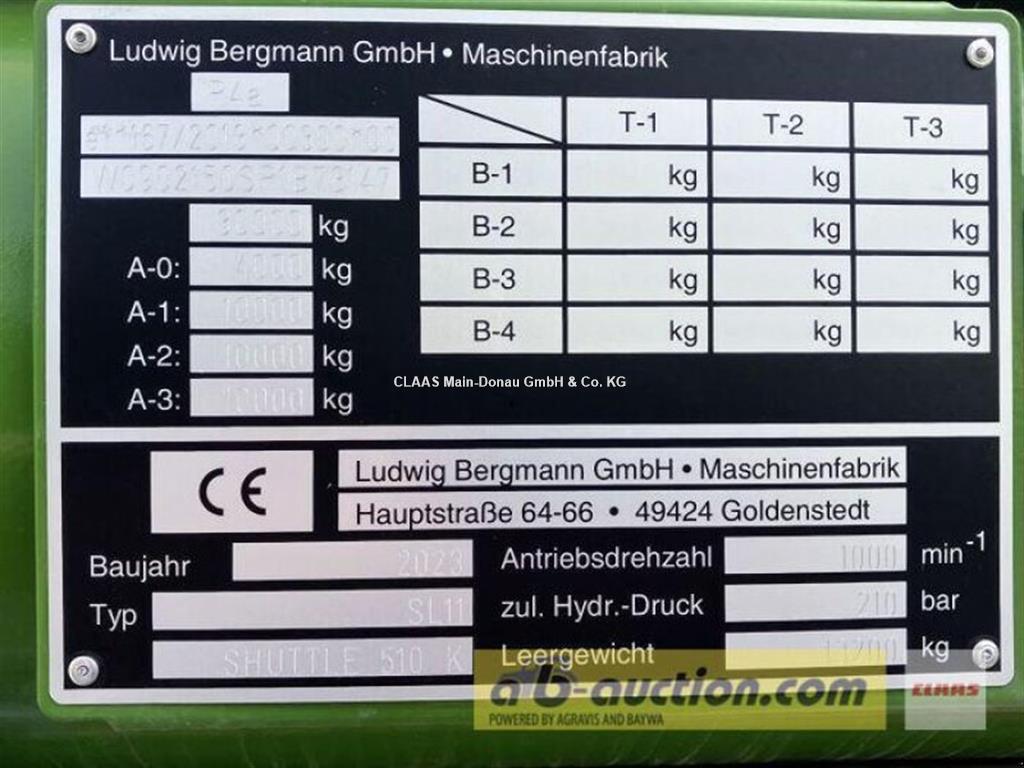 Ludwig Bergmann GmbH • Maschinenfabrik
T-1 T-2 T-3
B-1 kg kg kg
B-2 kg kg kg
B-3 kg kg kg
B-4 kg kg kg
kg
A-0: 4000 kg
A-1: 10000 kg
A-2: 10000 kg
A-3: 10000 kg
CLAAS Main-Donau GmbH & Co. KG
CE
Ludwig Bergmann GmbH • Maschinenfabrik
Hauptstraße 64-66 • 49424 Goldenstedt
Baujahr 2023
Typ SL11
SHUTTLE 510 K
Antriebsdrehzahl 1000 min-1
zul. Hydr.-Druck 210 bar
Leergewicht kg
ab-auction.com
POWERED BY AGRAVIS AND BAYWA
CLAAS